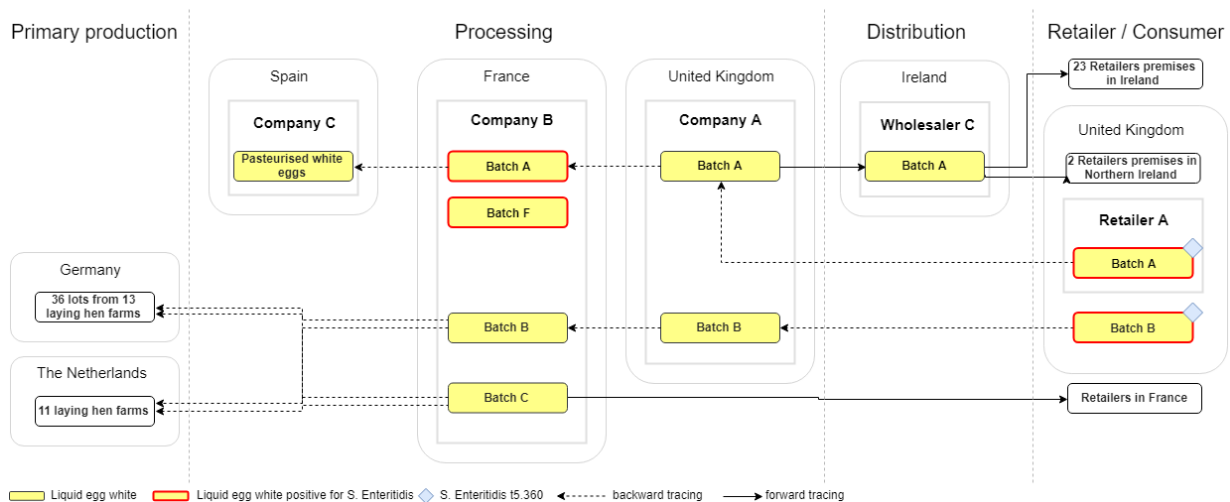 Primary production
Processing
Distribution
Retailer / Consumer
Spain
Company C
Pasteurised white
eggs
France
Company B
Batch A
Batch F
Batch B
Batch C
United Kingdom
Company A
Batch A
Batch B
Ireland
Wholesaler C
Batch A
23 Retailers premises
in Ireland
United Kingdom
2 Retailers premises in
Northern Ireland
Retailer A
Batch A
Batch B
Retailers in France
Germany
36 lots from 13
laying hen farms
The Netherlands
11 laying hen farms
Liquid egg white
Liquid egg white positive for S. Enteritidis
S. Enteritidis t5.360
backward tracing
forward tracing